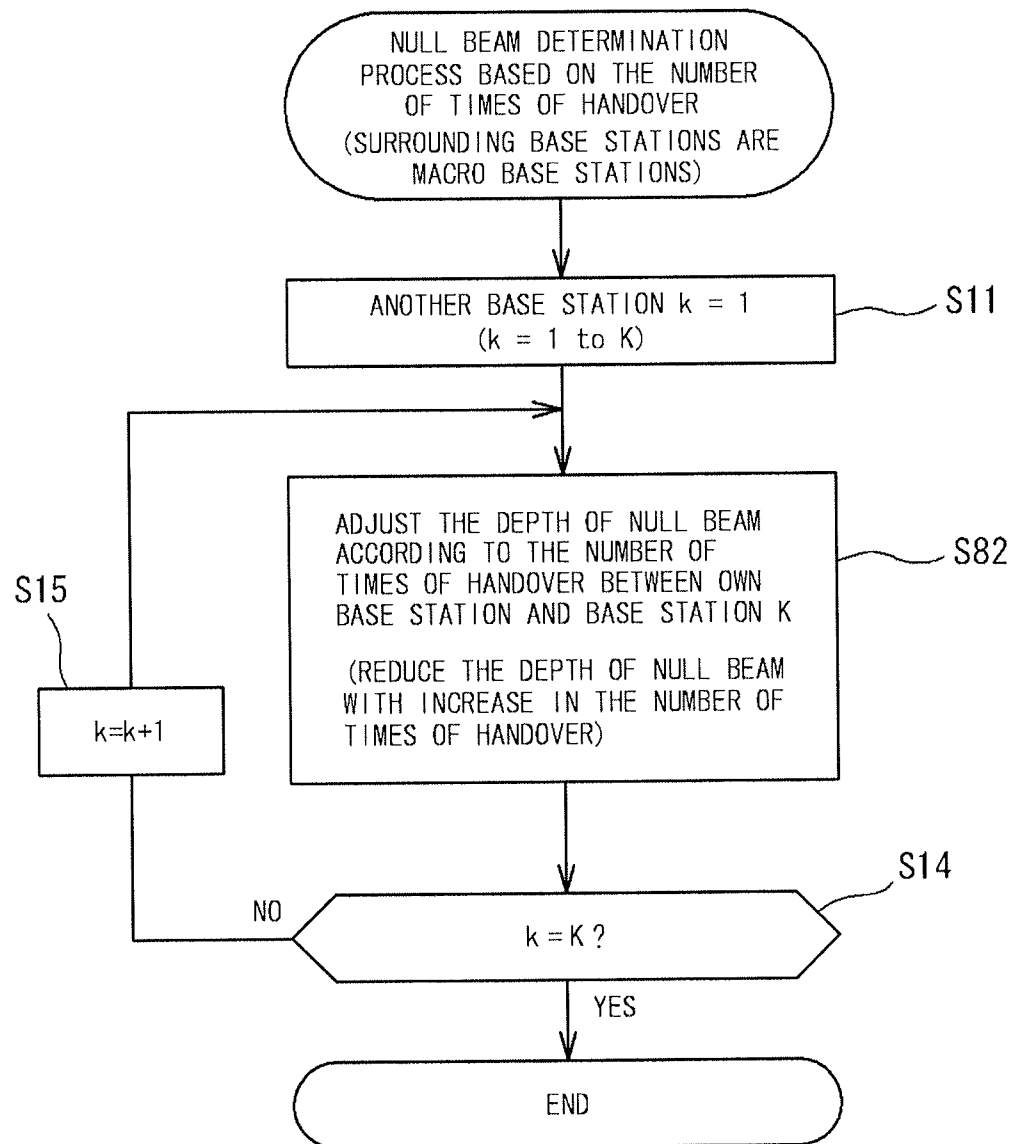 NULL BEAM DETERMINATION
PROCESS BASED ON THE NUMBER
OF TIMES OF HANDOVER
(SURROUNDING BASE STATIONS ARE
MACRO BASE STATIONS)
ANOTHER BASE STATION k = 1
(k = 1 to K)
S11
ADJUST THE DEPTH OF NULL BEAM
ACCORDING TO THE NUMBER OF
TIMES OF HANDOVER BETWEEN OWN
BASE STATION AND BASE STATION K
(REDUCE THE DEPTH OF NULL BEAM
WITH INCREASE IN THE NUMBER OF
TIMES OF HANDOVER)
S82
S15
k=k+1
S14
NO
k = K ?
YES
END